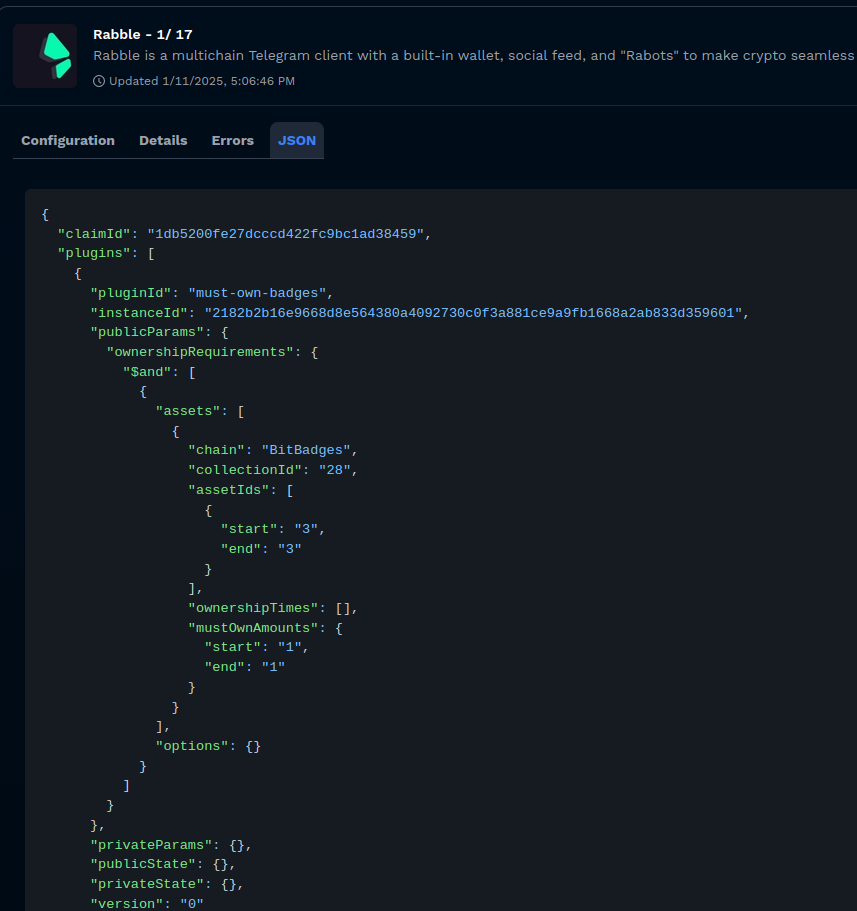 Rabble - 1/ 17
Rabble is a multichain Telegram client with a built-in wallet, social feed, and "Rabots" to make crypto seamless
Updated 1/11/2025, 5:06:46 PM
Configuration Details Errors JSON
{
  "claimId": "1db5200fe27dcccd422fc9bc1ad38459",
  "plugins": [
    {
      "pluginId": "must-own-badges",
      "instanceId": "2182b2b16e9668d8e564380a4092730c0f3a881ce9a9fb1668a2ab833d359601",
      "publicParams": {
        "ownershipRequirements": {
          "$and": [
            {
              "assets": [
                {
                  "chain": "BitBadges",
                  "collectionId": "28",
                  "assetIds": [
                    {
                      "start": "3",
                      "end": "3"
                    }
                  ],
                  "ownershipTimes": [],
                  "mustOwnAmounts": {
                    "start": "1",
                    "end": "1"
                  }
                }
              ],
              "options": {}
            }
          ]
        }
      },
      "privateParams": {},
      "publicState": {},
      "privateState": {},
      "version": "0"